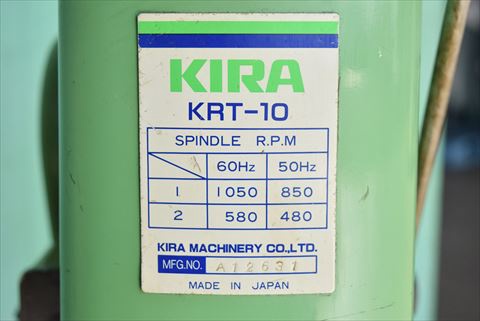 KIRA
KRT-10
SPINDLE R.P.M
A 60Hz 50Hz
1 1050 850
2 580 480
KIRA MACHINERY CO.,LTD.
MFG.NO. A12631
MADE IN JAPAN